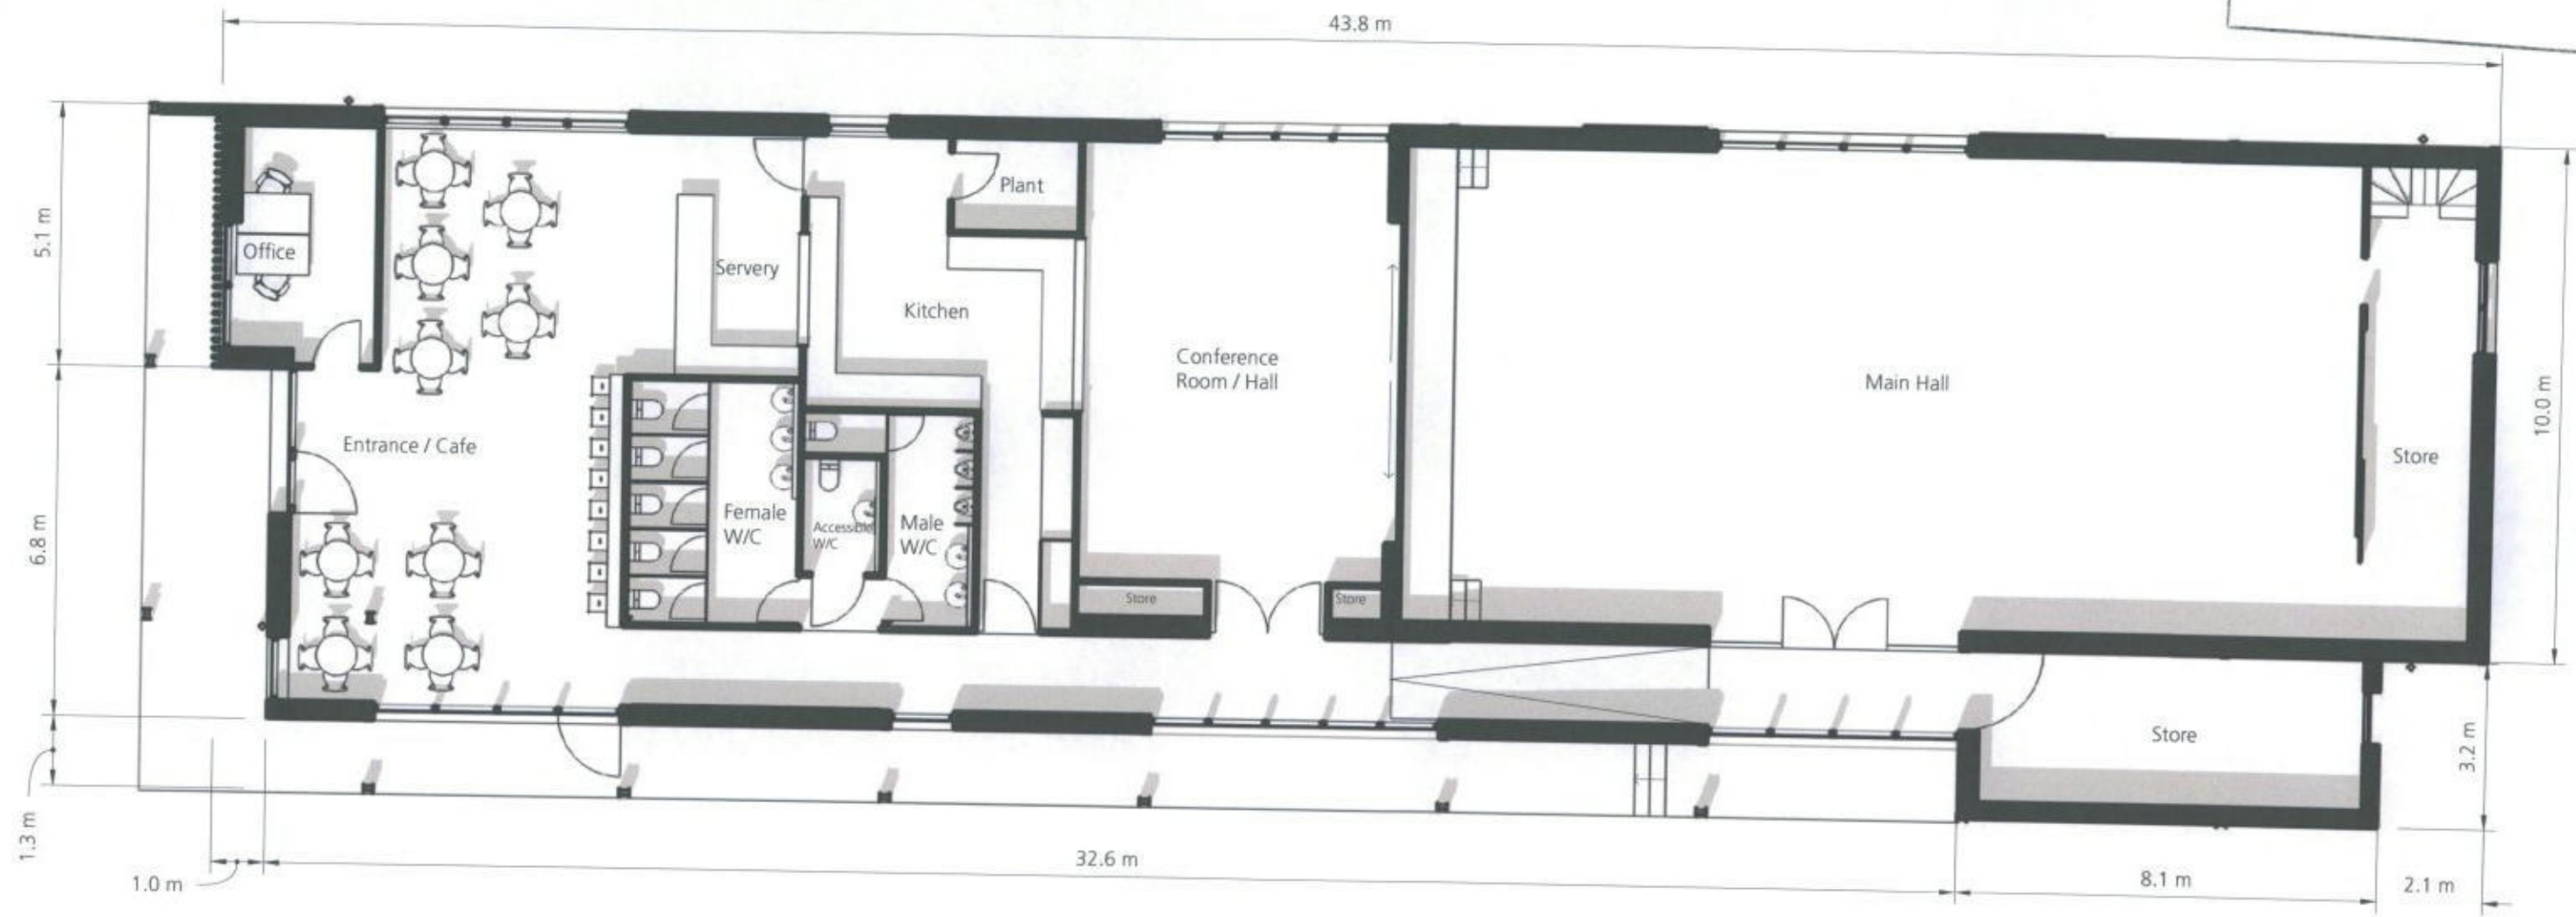 43.8 m
5.1 m
Office
Servery
Plant
Kitchen
Conference
Room / Hall
Main Hall
10.0 m
Entrance / Cafe
Store
6.8 m
Female
W/C
Accessible
W/C
Male
W/C
Store
Store
Store
3.2 m
1.3 m
1.0 m
32.6 m
8.1 m
2.1 m